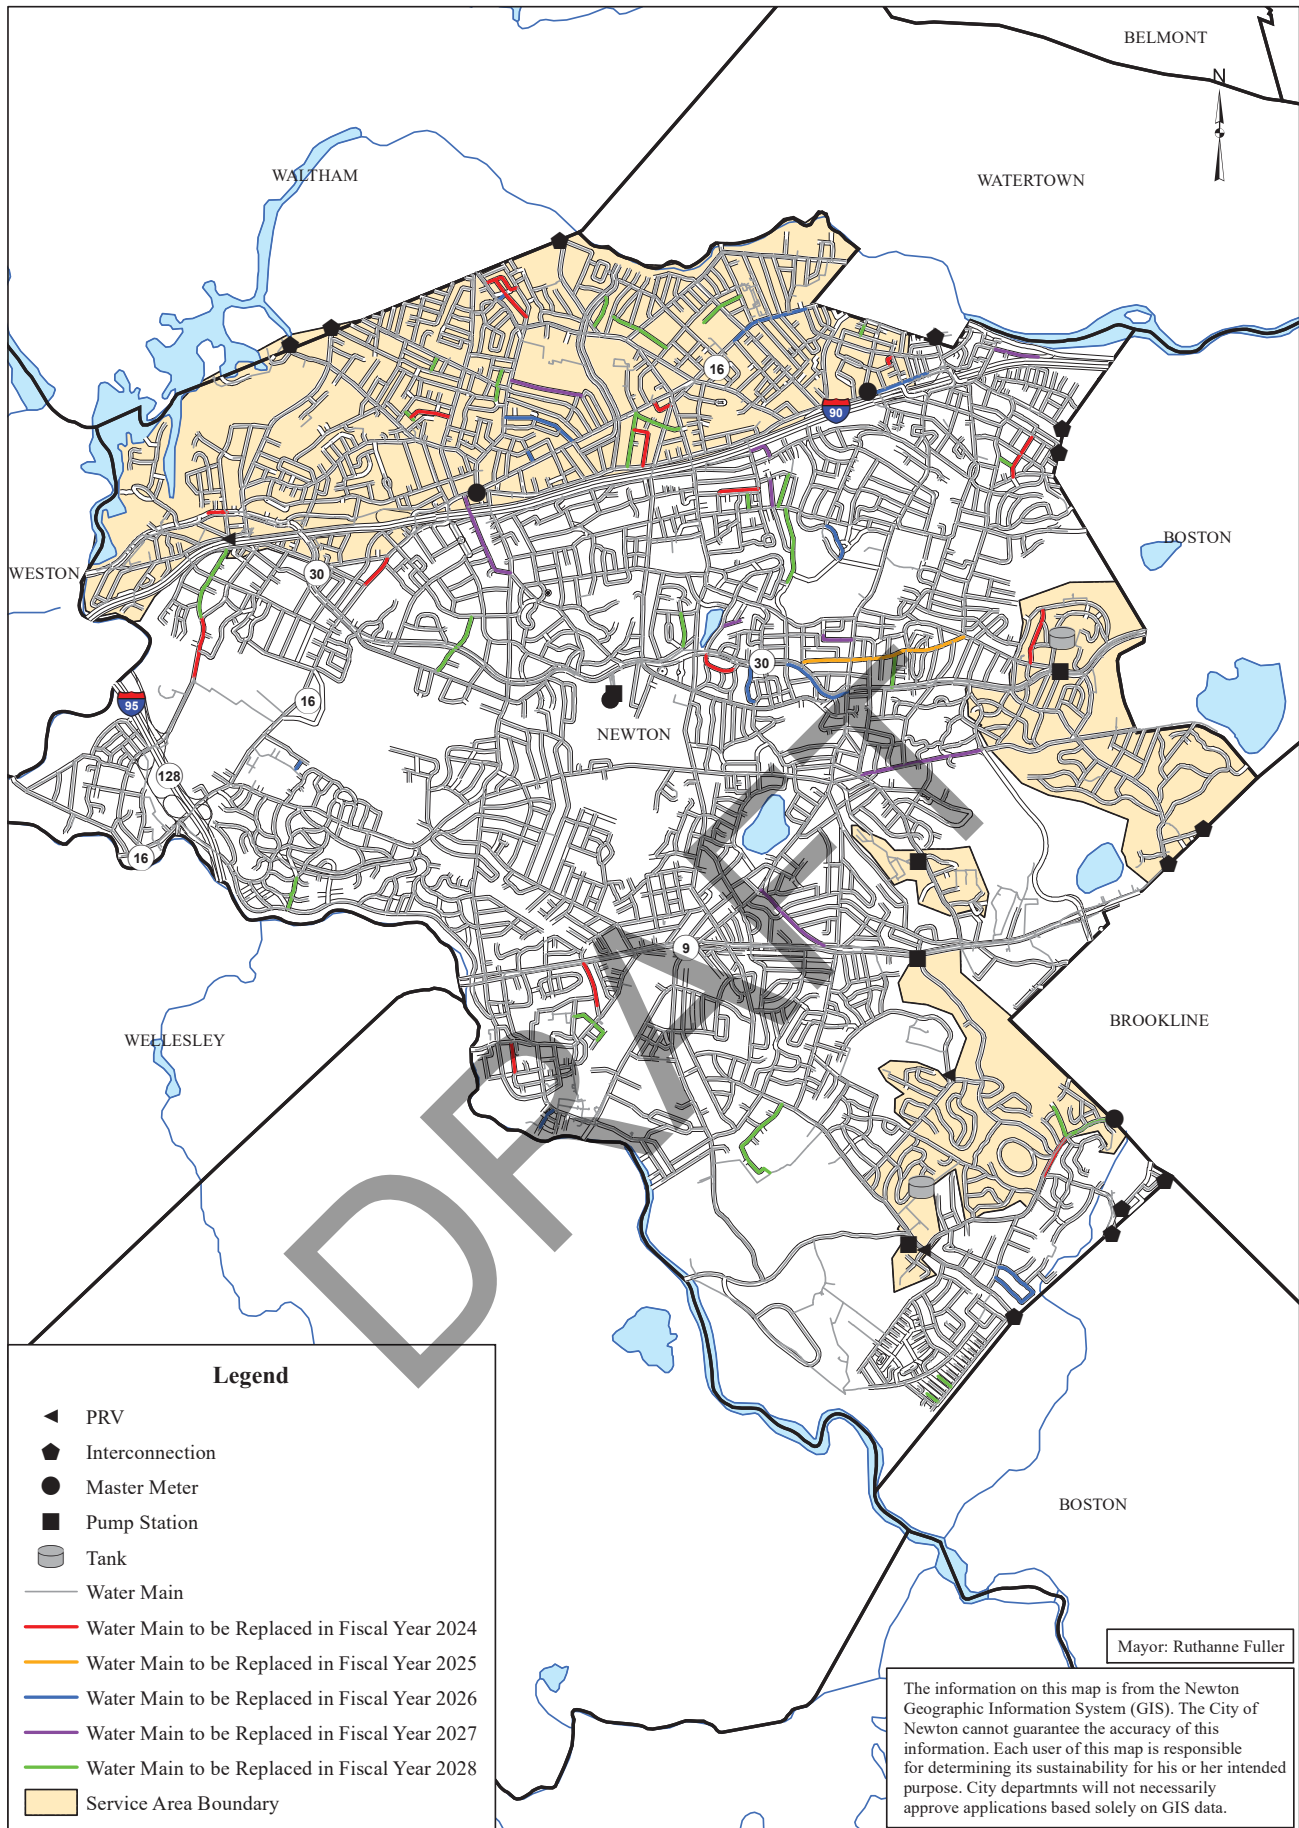 BELMONT
N
WALTHAM
WATERTOWN
16
90
BOSTON
WESTON
30
30
95
16
NEWTON
128
16
9
WELLESLEY
BROOKLINE
DRAFT
Legend
PRV
Interconnection
Master Meter
Pump Station
Tank
Water Main
Water Main to be Replaced in Fiscal Year 2024
Water Main to be Replaced in Fiscal Year 2025
Water Main to be Replaced in Fiscal Year 2026
Water Main to be Replaced in Fiscal Year 2027
Water Main to be Replaced in Fiscal Year 2028
Service Area Boundary
BOSTON
Mayor: Ruthanne Fuller
The information on this map is from the Newton
Geographic Information System (GIS). The City of
Newton cannot guarantee the accuracy of this
information. Each user of this map is responsible
for determining its sustainability for his or her intended
purpose. City departmnts will not necessarily
approve applications based solely on GIS data.